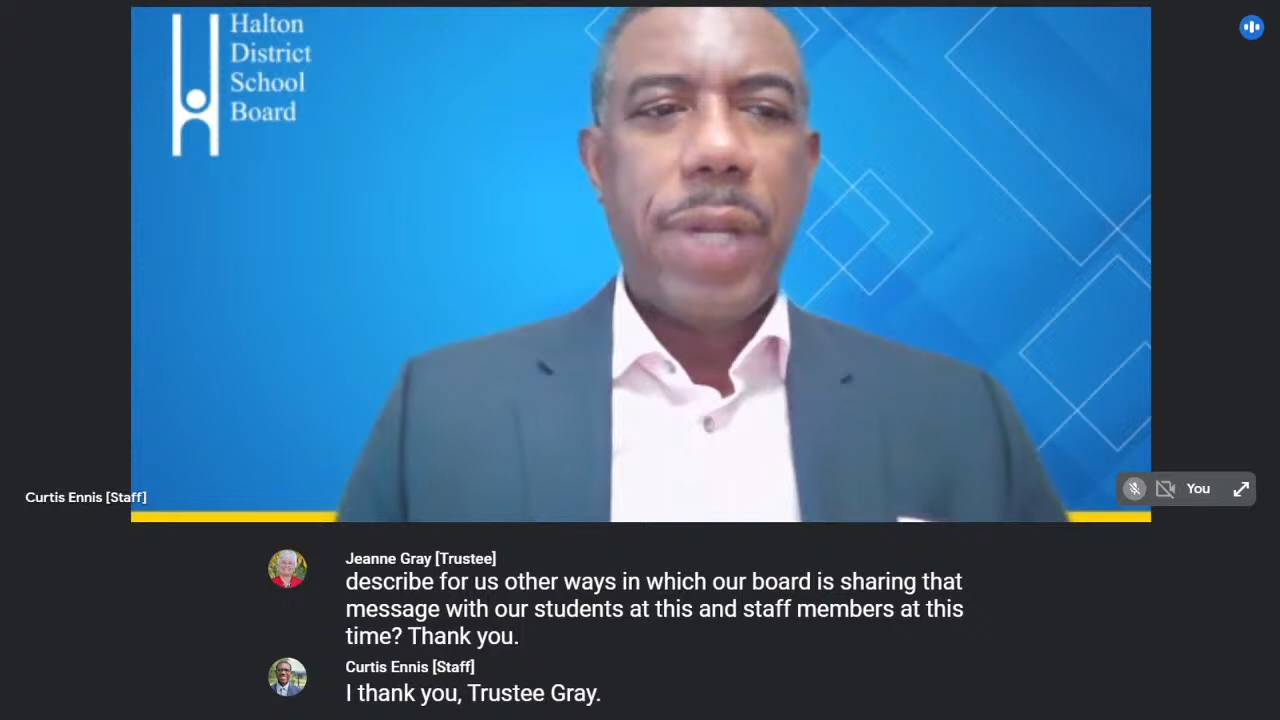 Halton
District
School
Board
Curtis Ennis [Staff]
You
Jeanne Gray [Trustee]
describe for us other ways in which our board is sharing that
message with our students at this and staff members at this
time? Thank you.
Curtis Ennis [Staff]
I thank you, Trustee Gray.